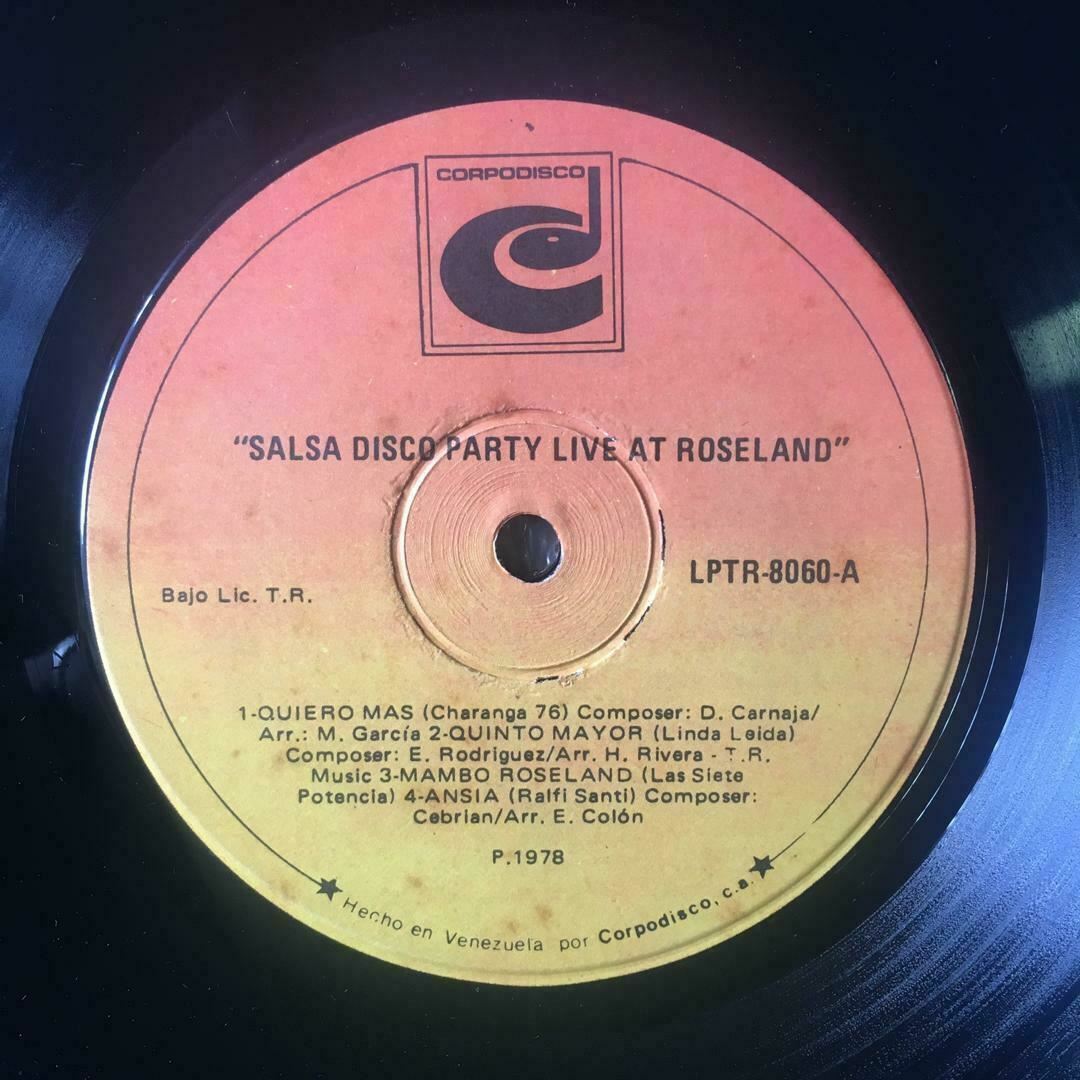 CORPODISCO
“SALSA DISCO PARTY LIVE AT ROSELAND”
LPTR-8060-A
Bajo Lic. T.R.
1-QUIERO MAS (Charanga 76) Composer: D. Carnaja/
Arr.: M. García 2-QUINTO MAYOR (Linda Leida)
Composer: E. Rodriguez/Arr. H. Rivera - T.R.
Music 3-MAMBO ROSELAND (Las Siete
Potencia) 4-ANSIA (Ralfi Santi) Composer:
Cebrian/Arr. E. Colón
P.1978
Hecho en Venezuela por Corpodisco, c.a.